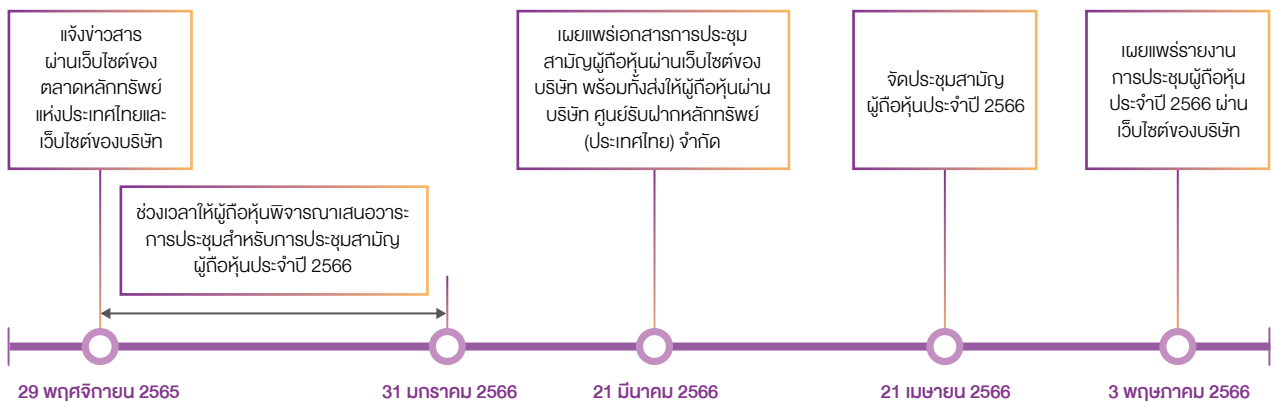 แจ้งข่าวสาร
ผ่านเว็บไซต์ของ
ตลาดหลักทรัพย์
แห่งประเทศไทยและ
เว็บไซต์ของบริษัท
ช่วงเวลาให้ผู้ถือหุ้นพิจารณาเสนอวาระ
การประชุมสำหรับการประชุมสามัญ
ผู้ถือหุ้นประจำปี 2566
เผยแพร่เอกสารการประชุม
สามัญผู้ถือหุ้นผ่านเว็บไซต์ของ
บริษัท พร้อมทั้งส่งให้ผู้ถือหุ้นผ่าน
บริษัท ศูนย์รับฝากหลักทรัพย์
(ประเทศไทย) จำกัด
จัดประชุมสามัญ
ผู้ถือหุ้นประจำปี 2566
เผยแพร่รายงาน
การประชุมผู้ถือหุ้น
ประจำปี 2566 ผ่าน
เว็บไซต์ของบริษัท
29 พฤศจิกายน 2565
31 มกราคม 2566
21 มีนาคม 2566
21 เมษายน 2566
3 พฤษภาคม 2566